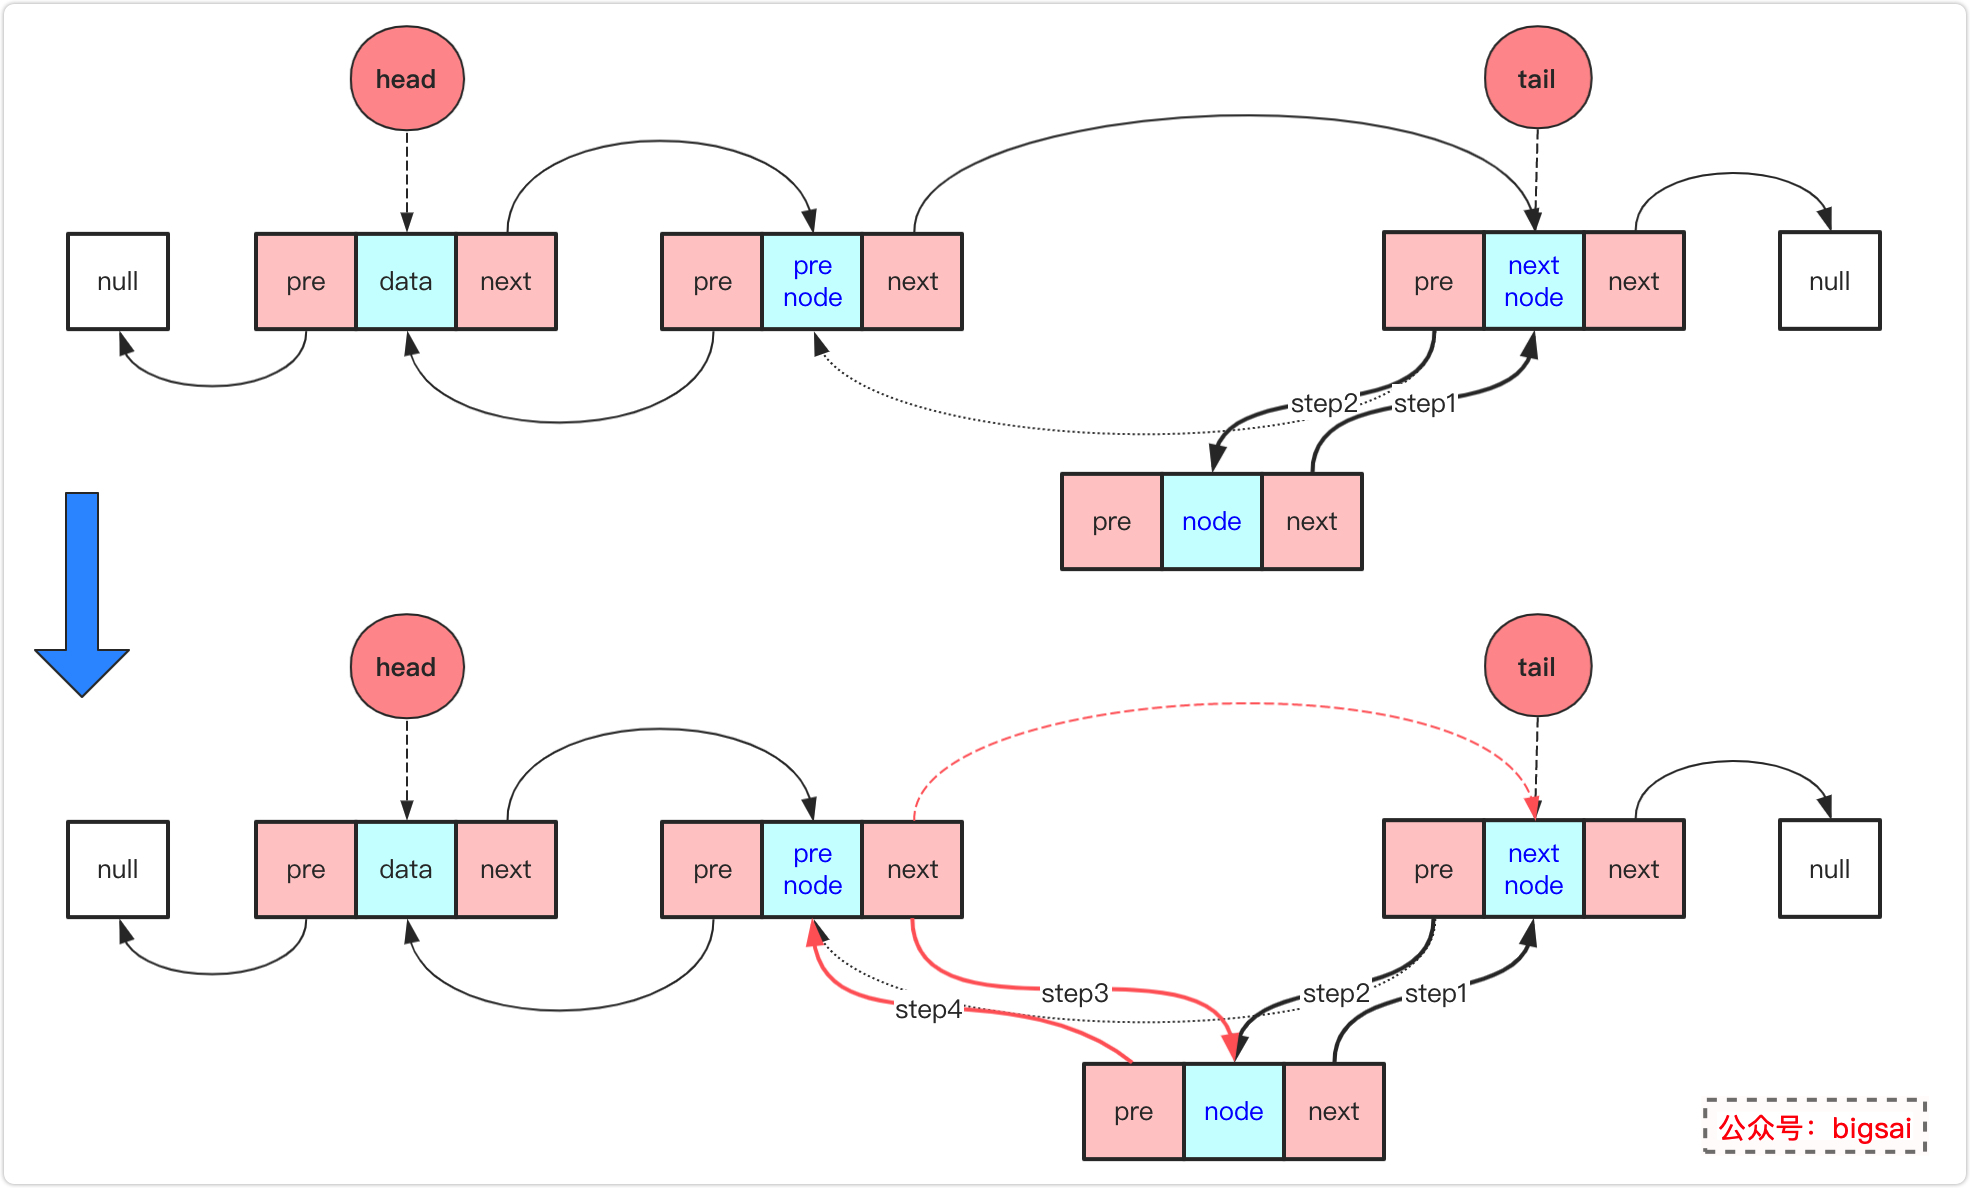 head
tail
null
pre
data
next
pre
pre
node
next
pre
next
node
next
null
step2
step1
pre
node
next
head
tail
null
pre
data
next
pre
pre
node
next
pre
next
node
next
null
step4
step3
step2
step1
pre
node
next
公众号：bigsai